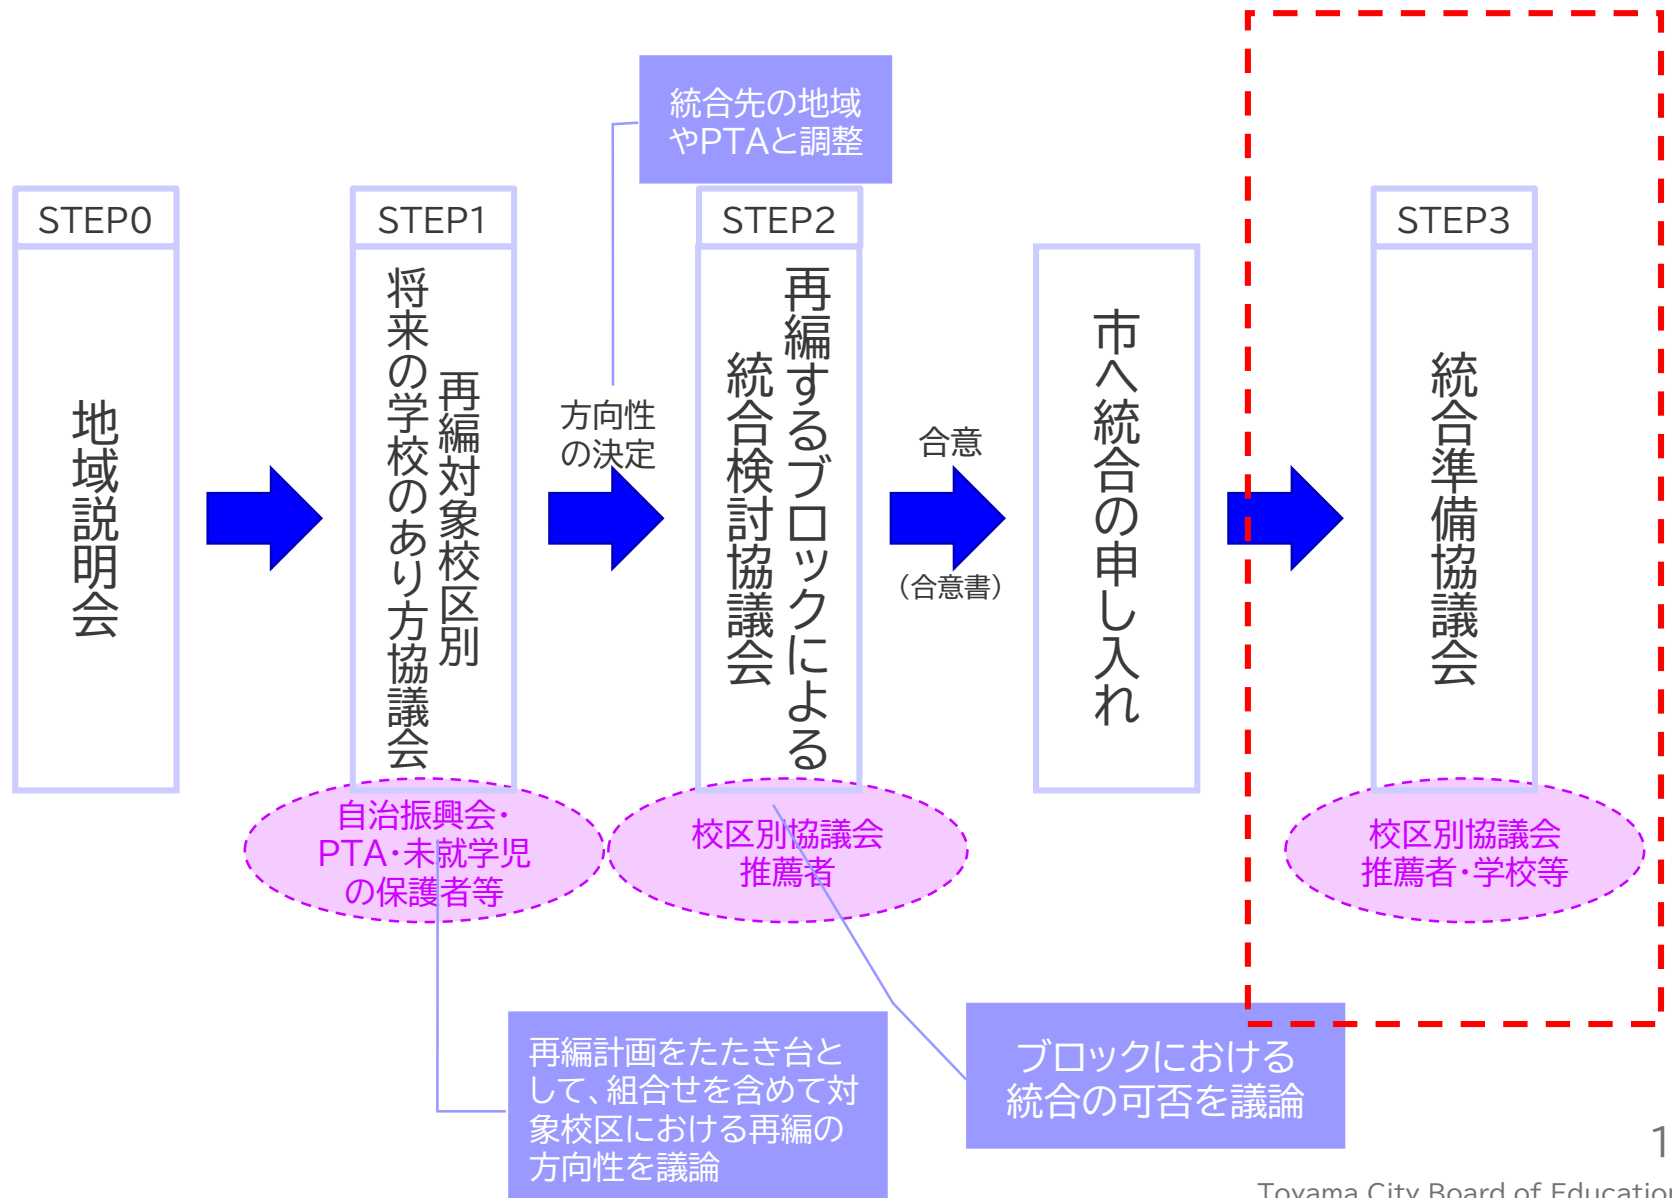 統合先の地域
やPTAと調整
STEP0
地域説明会
STEP1
再編対象校区別
将来の学校のあり方協議会
自治振興会・
PTA・未就学児
の保護者等
再編計画をたたき台と
して、組合せを含めて対
象校区における再編の
方向性を議論
方向性
の決定
STEP2
再編するブロックによる
統合検討協議会
校区別協議会
推薦者
ブロックにおける
統合の可否を議論
合意
（合意書）
市へ統合の申し入れ
STEP3
統合準備協議会
校区別協議会
推薦者・学校等
1
Toyama City Board of Education